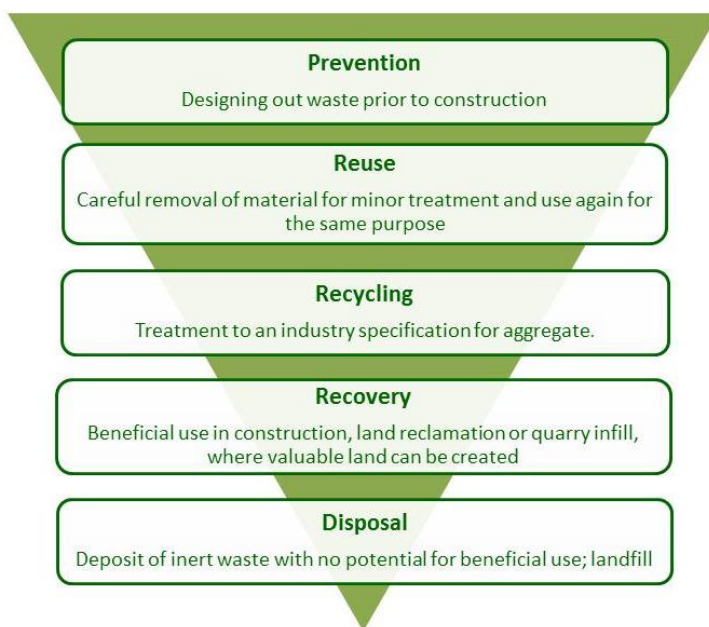 Prevention
Designing out waste prior to construction
Reuse
Careful removal of material for minor treatment and use again for
the same purpose
Recycling
Treatment to an industry specification for aggregate.
Recovery
Beneficial use in construction, land reclamation or quarry infill,
where valuable land can be created
Disposal
Deposit of inert waste with no potential for beneficial use; landfill